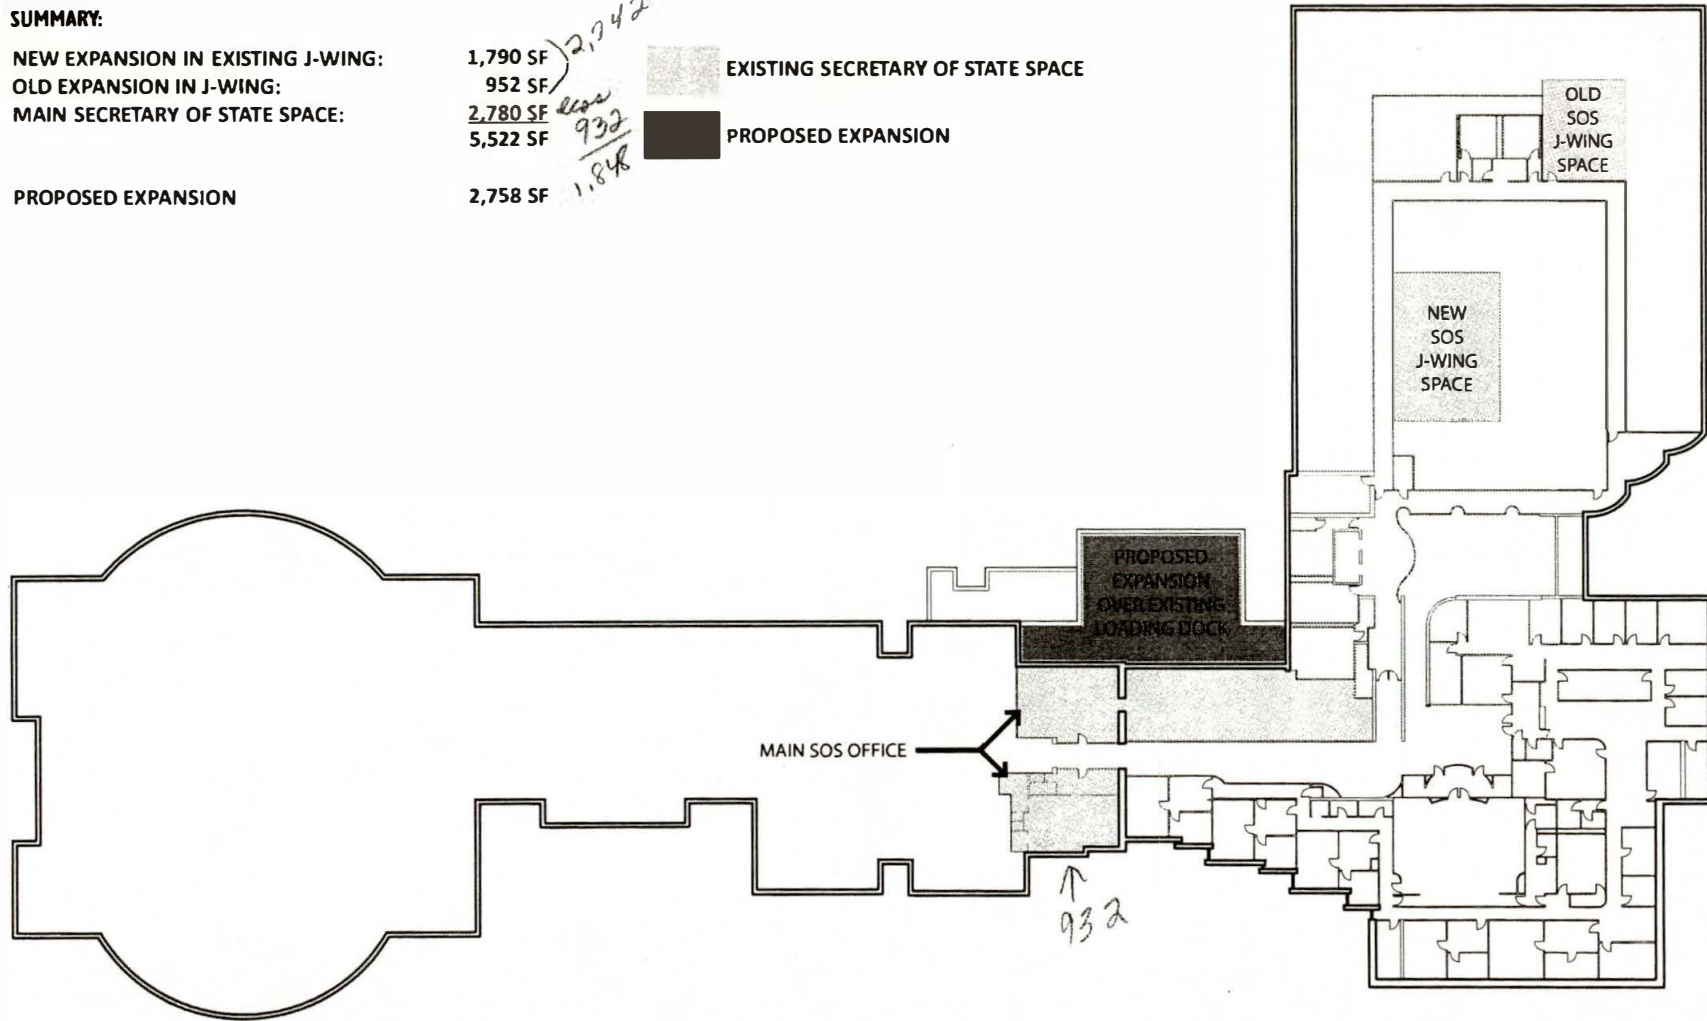 SUMMARY:
NEW EXPANSION IN EXISTING J-WING: 1,790 SF
OLD EXPANSION IN J-WING: 952 SF
2,742
MAIN SECRETARY OF STATE SPACE: 2,780 SF
less
932
5,522 SF
1,848
PROPOSED EXPANSION 2,758 SF
EXISTING SECRETARY OF STATE SPACE
PROPOSED EXPANSION
OLD
SOS
J-WING
SPACE
NEW
SOS
J-WING
SPACE
PROPOSED
EXPANSION
OVER EXISTING
LOADING DOCK
MAIN SOS OFFICE
932